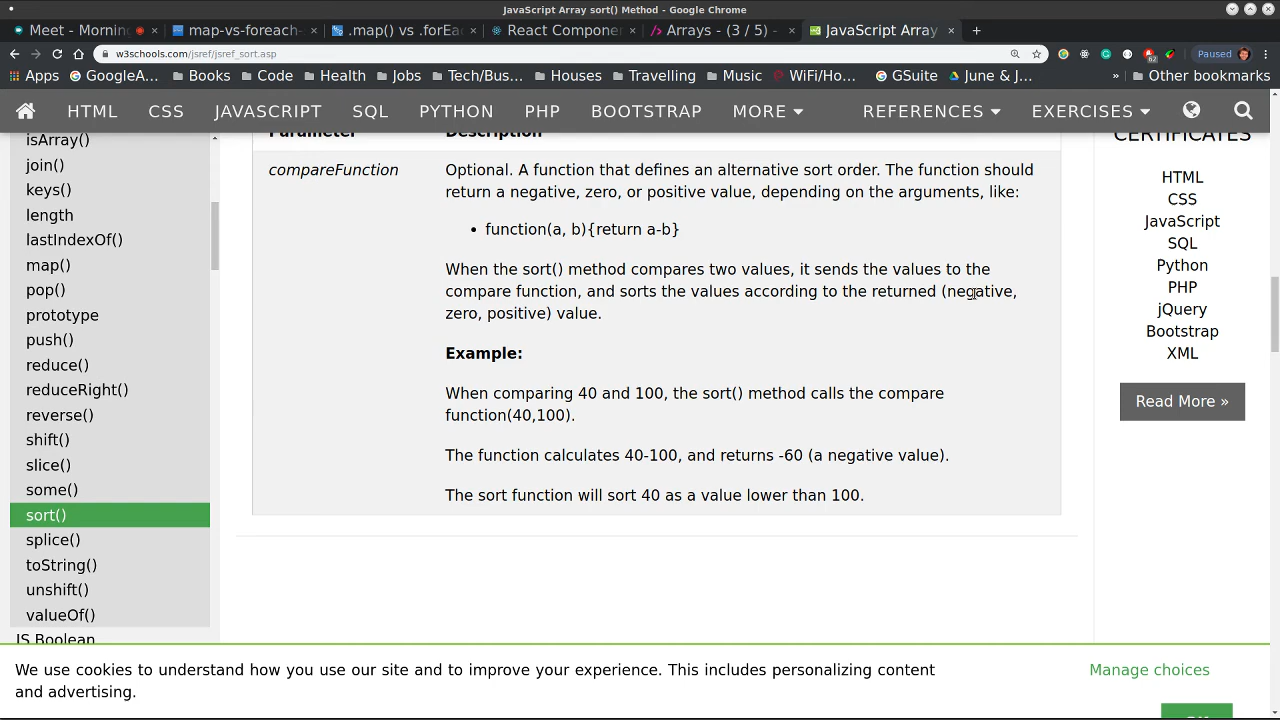 JavaScript Array sort() Method - Google Chrome
Meet - Mornin
map-vs-foreach-
.map() vs .forEa
React Compone
Arrays - (3 / 5) -
JavaScript Array
w3schools.com/jsref/jsref_sort.asp
62
Paused
Apps
GoogleA...
Books
Code
Health
Jobs
Tech/Bus...
Houses
Travelling
Music
WiFi/Ho...
GSuite
June & J...
»
Other bookmarks
HTML
CSS
JAVASCRIPT
SQL
PYTHON
PHP
BOOTSTRAP
MORE
REFERENCES
EXERCISES
isArray()
join()
keys()
length
lastIndexOf()
map()
pop()
prototype
push()
reduce()
reduceRight()
reverse()
shift()
slice()
some()
sort()
splice()
toString()
unshift()
valueOf()
JS Boolean
Parameter
Description
compareFunction
Optional. A function that defines an alternative sort order. The function should
return a negative, zero, or positive value, depending on the arguments, like:
• function(a, b){return a-b}
When the sort() method compares two values, it sends the values to the
compare function, and sorts the values according to the returned (negative,
zero, positive) value.
Example:
When comparing 40 and 100, the sort() method calls the compare
function(40,100).
The function calculates 40-100, and returns -60 (a negative value).
The sort function will sort 40 as a value lower than 100.
CERTIFICATES
HTML
CSS
JavaScript
SQL
Python
PHP
jQuery
Bootstrap
XML
Read More »
We use cookies to understand how you use our site and to improve your experience. This includes personalizing content
and advertising.
Manage choices